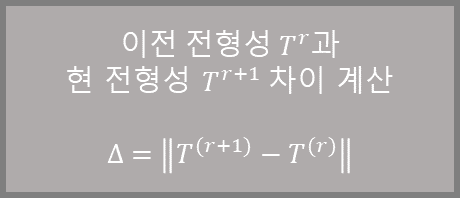 이전 전형성 𝑇^𝑟과
현 전형성 𝑇^{𝑟+1} 차이 계산
Δ = ‖𝑇^{(𝑟+1)} − 𝑇^{(𝑟)}‖